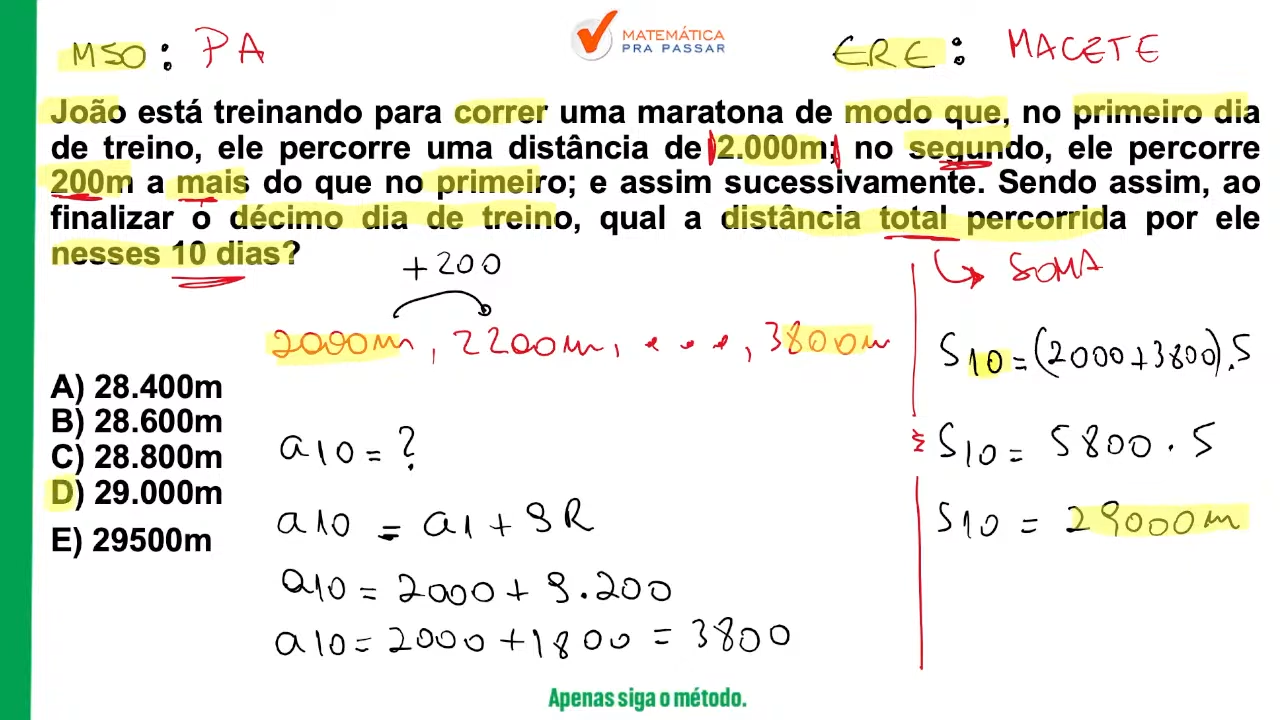 MSO: PA
MATEMÁTICA
PRA PASSAR
ERE: MACETE
João está treinando para correr uma maratona de modo que, no primeiro dia
de treino, ele percorre uma distância de 2.000m; no segundo, ele percorre
200m a mais do que no primeiro; e assim sucessivamente. Sendo assim, ao
finalizar o décimo dia de treino, qual a distância total percorrida por ele
nesses 10 dias?
+200
SOMA
2000m, 2200m, ..., 3800m
A) 28.400m
B) 28.600m
C) 28.800m
D) 29.000m
E) 29500m
a10 = ?
a10 = a1 + 9R
a10 = 2000 + 9.200
a10 = 2000 + 1800 = 3800
S10 = (2000 + 3800).5
S10 = 5800 . 5
S10 = 29000m
Apenas siga o método.